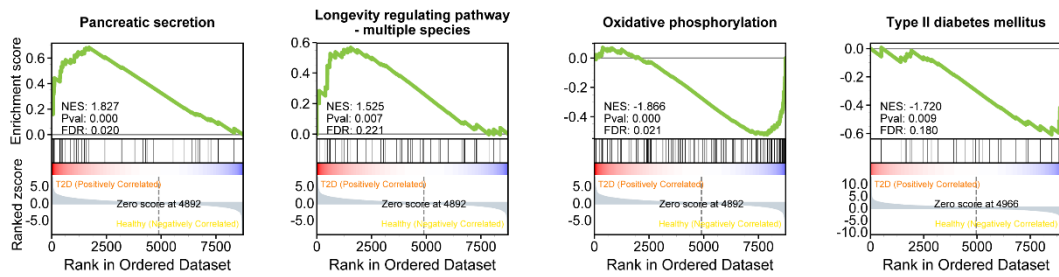 Pancreatic secretion
Enrichment score
0.6
0.4
0.2
0.0
NES: 1.827
Pval: 0.000
FDR: 0.020
Ranked zscore
5.0
0.0
-5.0
T2D (Positively Correlated)
Zero score at 4892
Healthy (Negatively Correlated)
0 2500 5000 7500
Rank in Ordered Dataset
Longevity regulating pathway
- multiple species
0.6
0.4
0.2
0.0
NES: 1.525
Pval: 0.007
FDR: 0.221
5.0
0.0
-5.0
T2D (Positively Correlated)
Zero score at 4892
Healthy (Negatively Correlated)
0 2500 5000 7500
Rank in Ordered Dataset
Oxidative phosphorylation
0.0
-0.2
-0.4
NES: -1.866
Pval: 0.000
FDR: 0.021
5.0
0.0
-5.0
T2D (Positively Correlated)
Zero score at 4892
Healthy (Negatively Correlated)
0 2500 5000 7500
Rank in Ordered Dataset
Type II diabetes mellitus
0.0
-0.2
-0.4
-0.6
NES: -1.720
Pval: 0.009
FDR: 0.180
10.0
5.0
0.0
-5.0
-10.0
T2D (Positively Correlated)
Zero score at 4966
Healthy (Negatively Correlated)
0 2500 5000 7500
Rank in Ordered Dataset